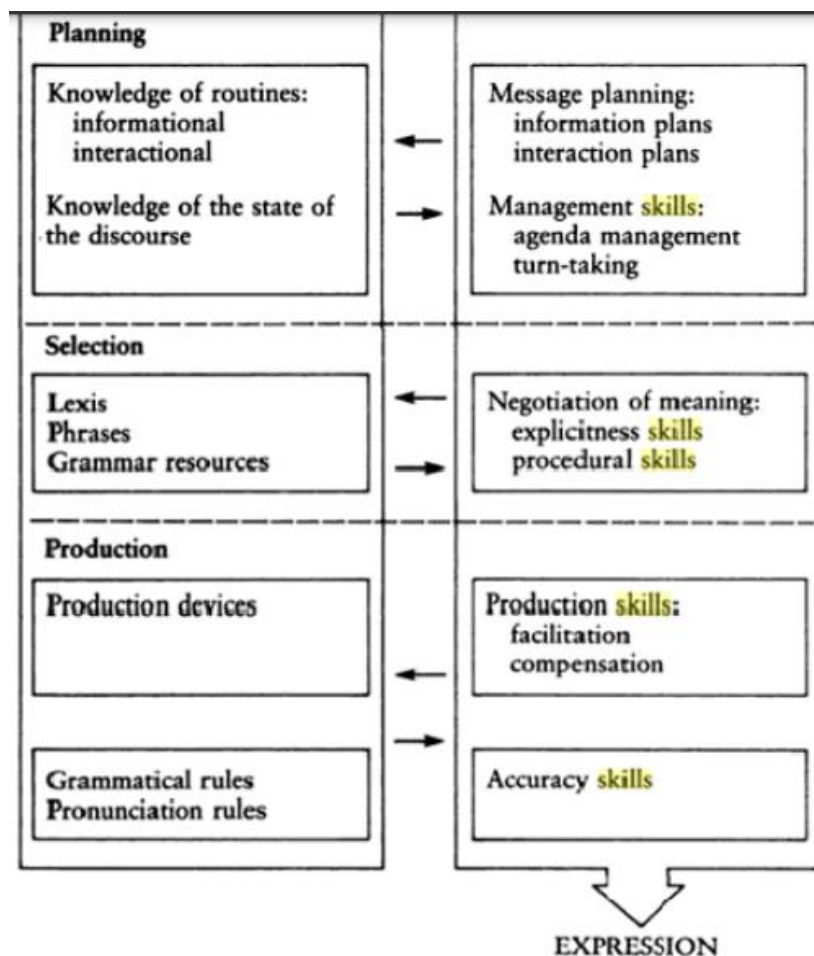 Planning
Knowledge of routines:
informational
interactional
Knowledge of the state of
the discourse
Message planning:
information plans
interaction plans
Management skills:
agenda management
turn-taking
Selection
Lexis
Phrases
Grammar resources
Negotiation of meaning:
explicitness skills
procedural skills
Production
Production devices
Production skills:
facilitation
compensation
Grammatical rules
Pronunciation rules
Accuracy skills
EXPRESSION